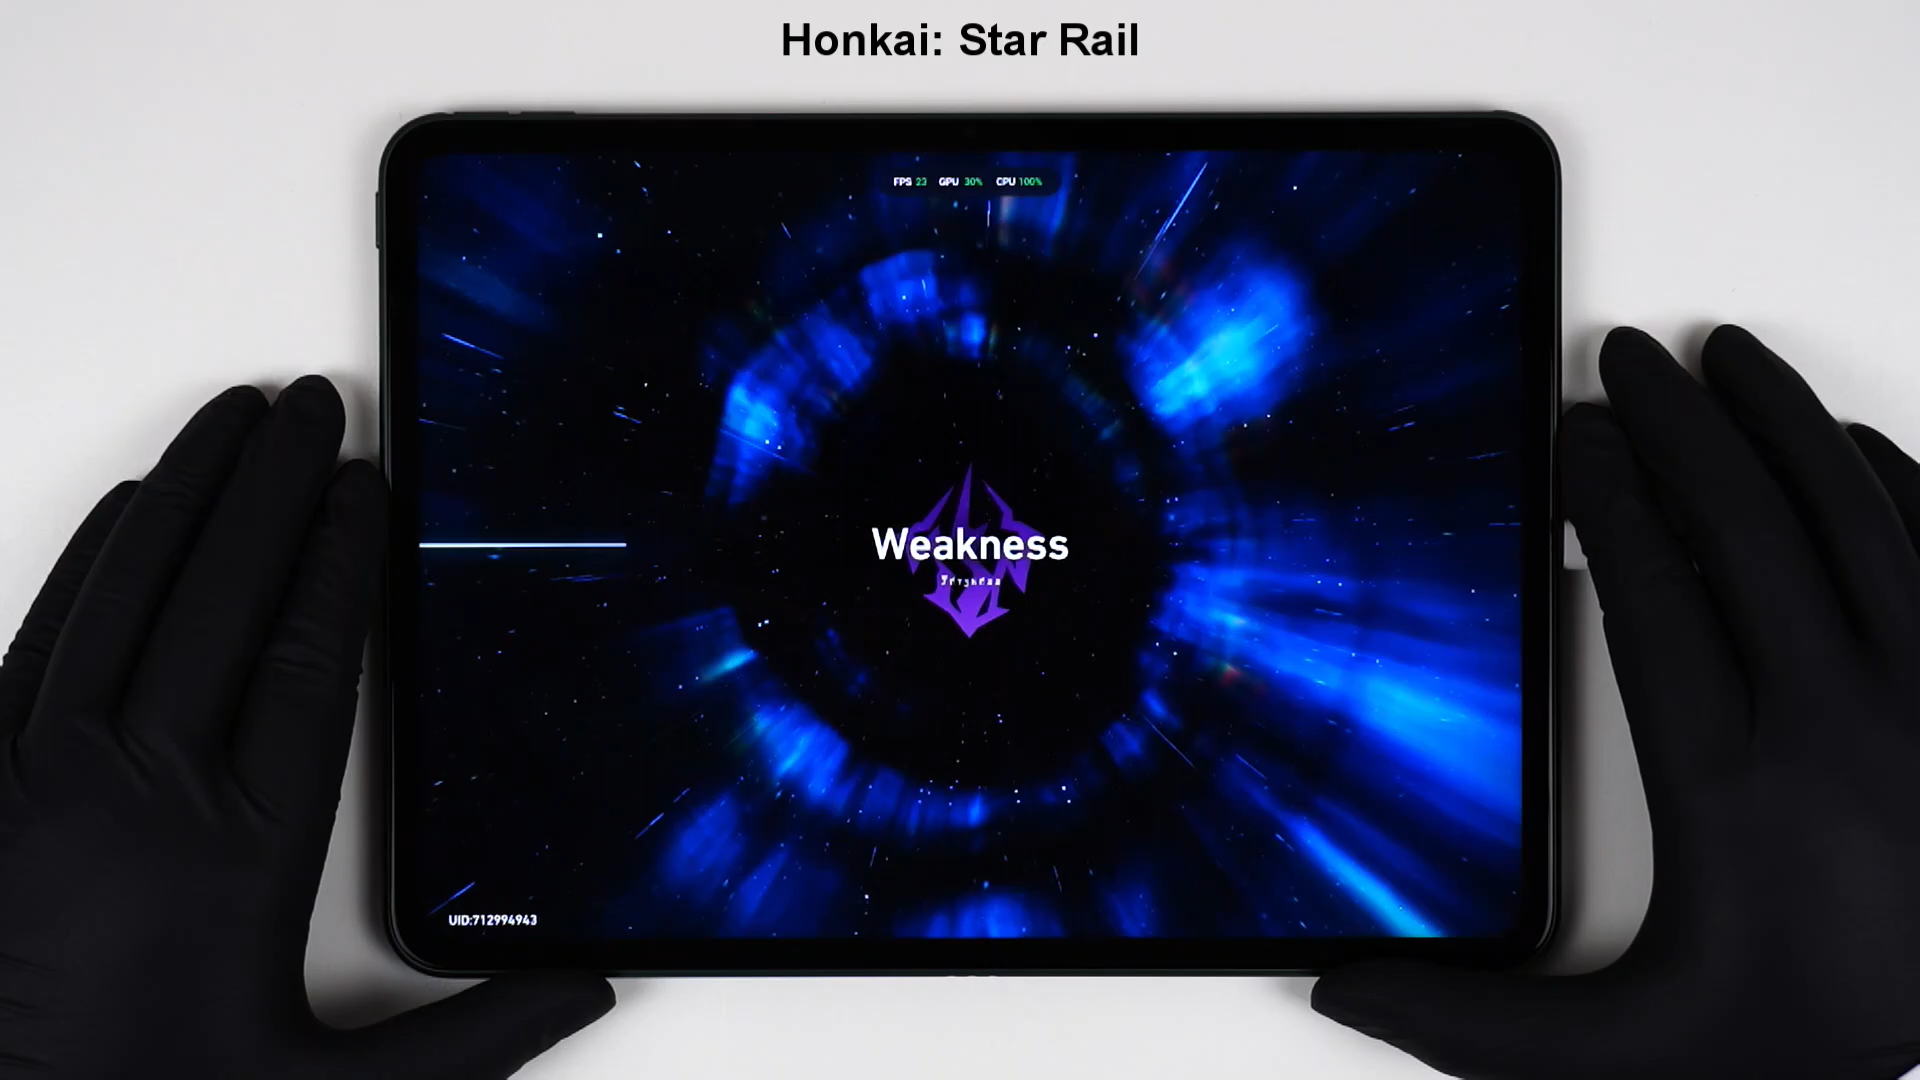 Honkai: Star Rail
FPS 23 GPU 30% CPU 100%
Weakness
UID:712994943